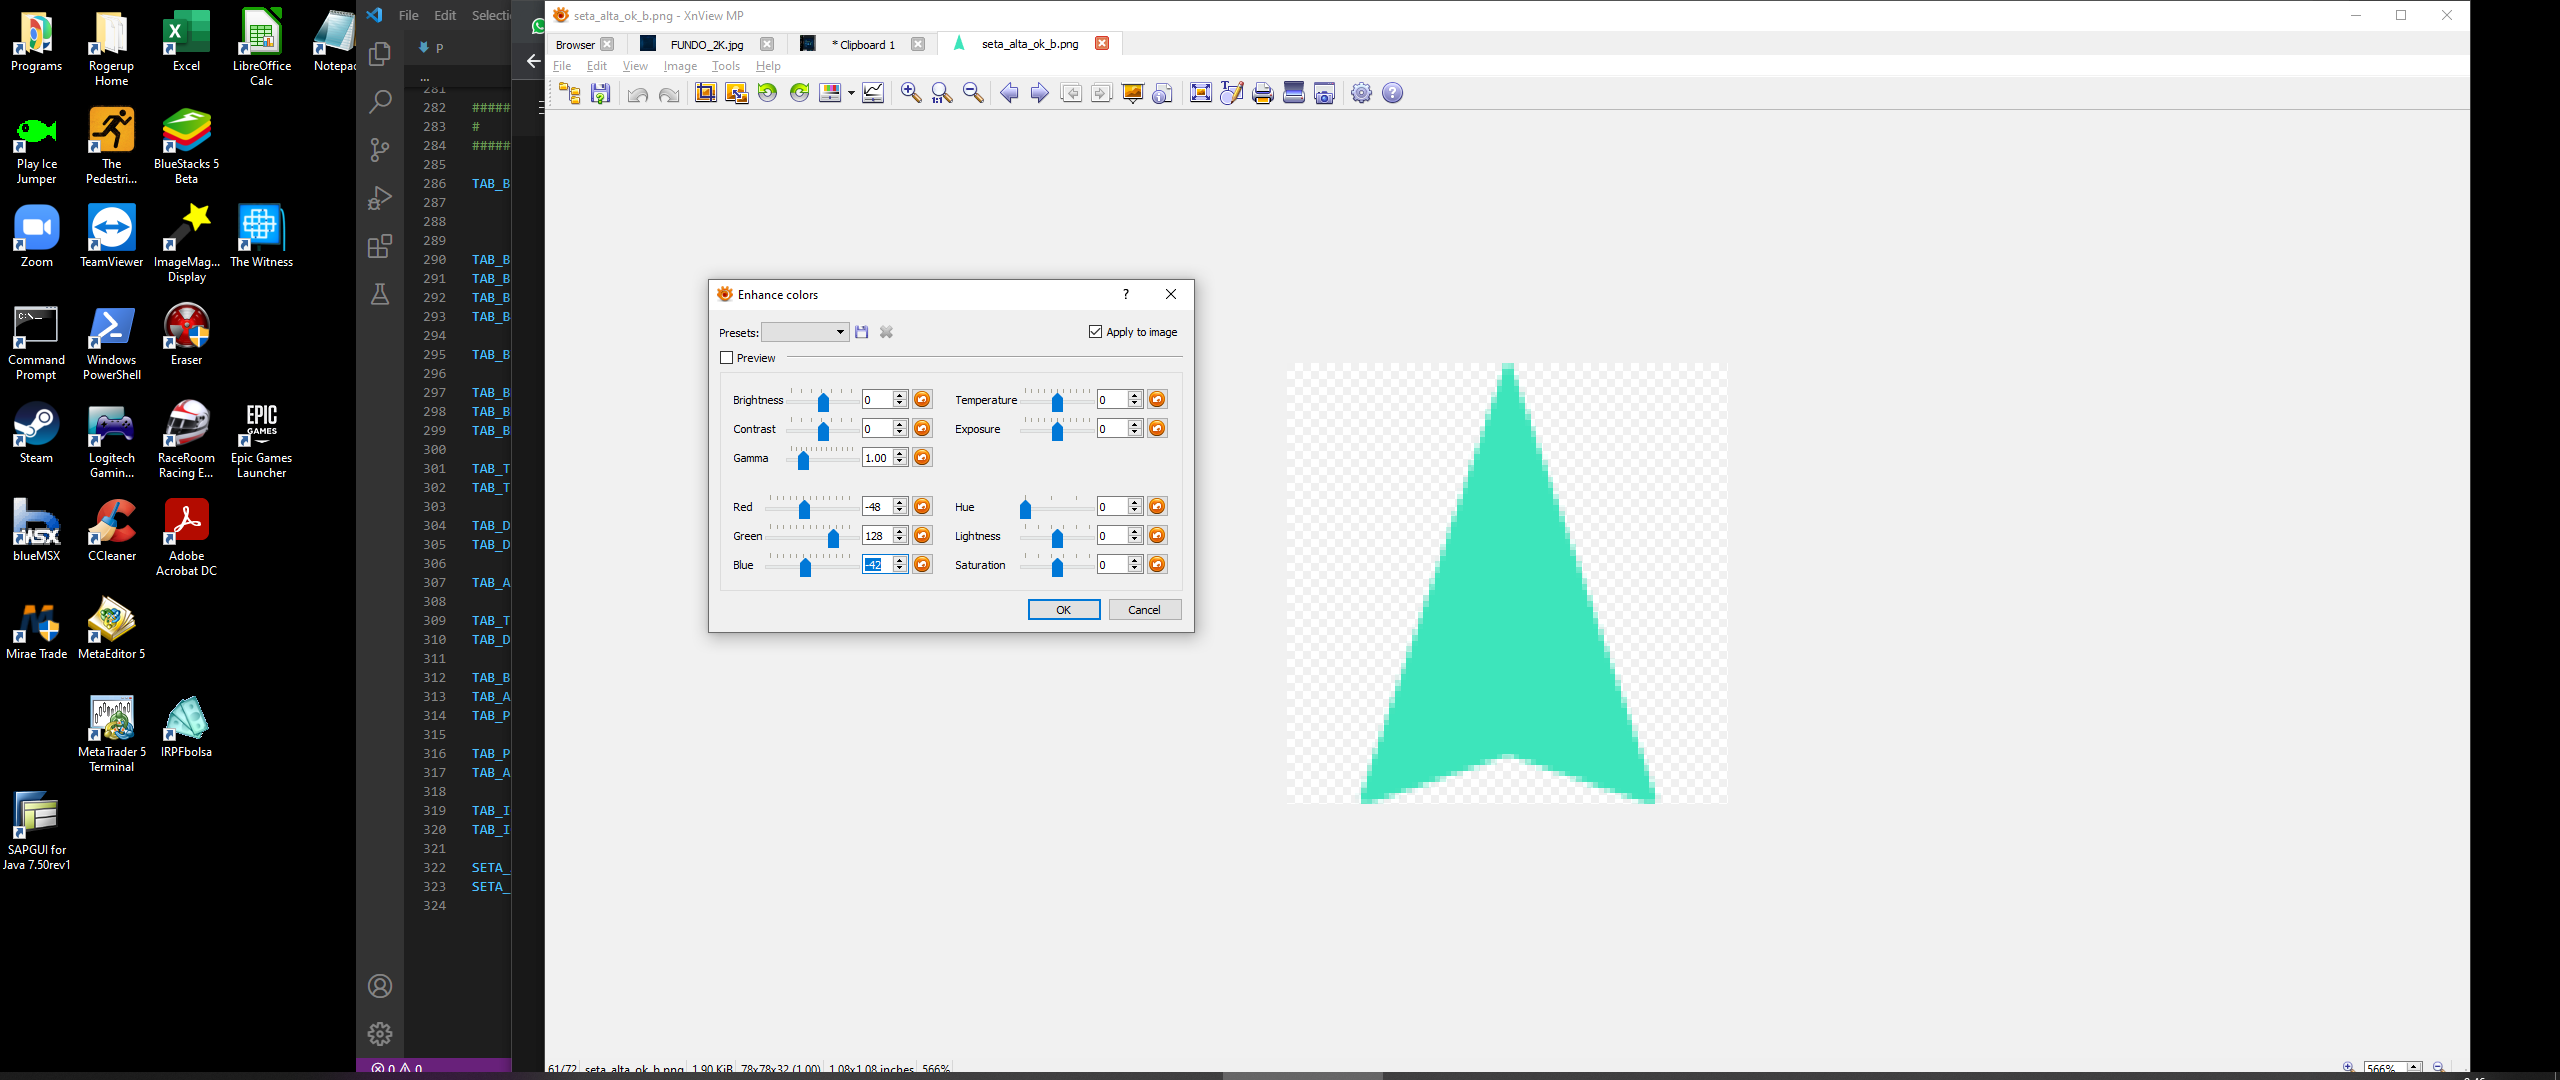 Programs
Rogerup
Home
Excel
LibreOffice
Calc
Notepad
Play Ice
Jumper
The
Pedestri...
BlueStacks 5
Beta
Zoom
TeamViewer
ImageMag...
Display
The Witness
C:\._
Command
Prompt
Windows
PowerShell
Eraser
Steam
Logitech
Gamin...
RaceRoom
Racing E...
EPIC
GAMES
Epic Games
Launcher
MSX
blueMSX
CCleaner
Adobe
Acrobat DC
Mirae Trade
MetaEditor 5
MetaTrader 5
Terminal
IRPFbolsa
SAPGUI for
Java 7.50rev1
File Edit Selecti
p
...
281
282 #####
283 #
284 #####
285
286 TAB_B
287
288
289
290 TAB_B
291 TAB_B
292 TAB_B
293 TAB_B
294
295 TAB_B
296
297 TAB_B
298 TAB_B
299 TAB_B
300
301 TAB_T
302 TAB_T
303
304 TAB_D
305 TAB_D
306
307 TAB_A
308
309 TAB_T
310 TAB_D
311
312 TAB_B
313 TAB_A
314 TAB_P
315
316 TAB_P
317 TAB_A
318
319 TAB_I
320 TAB_I
321
322 SETA_
323 SETA_
324
0 0
seta_alta_ok_b.png - XnView MP
Browser FUNDO_2K.jpg * Clipboard 1 seta_alta_ok_b.png
File Edit View Image Tools Help
1:1
Enhance colors ?
Presets: Apply to image
Preview
Brightness 0 Temperature 0
Contrast 0 Exposure 0
Gamma 1.00
Red -48 Hue 0
Green 128 Lightness 0
Blue -42 Saturation 0
OK Cancel
61/72 seta_alta_ok_b.png 1.90 KiB 78x78x32 (1.00) 1.08x1.08 inches 566%
566%